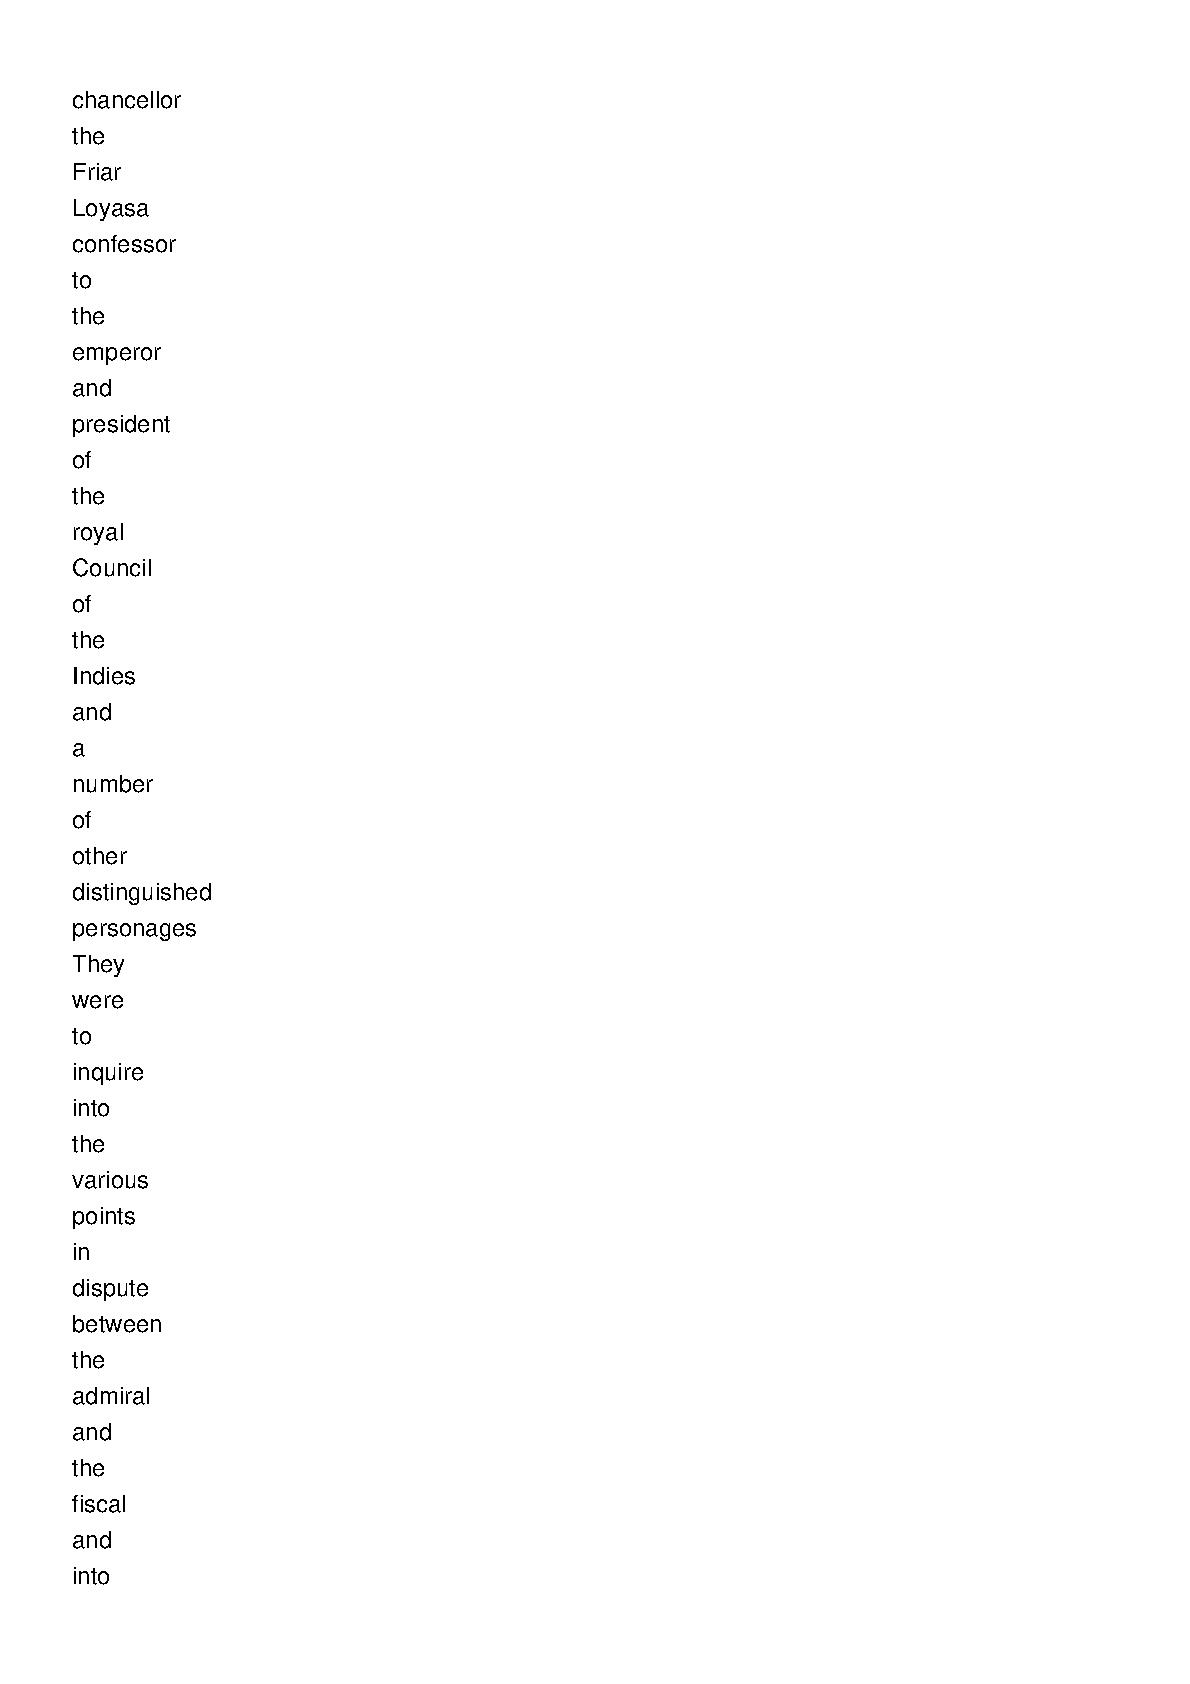 chancellor
the
Friar
Loyasa
confessor
to
the
emperor
and
president
of
the
royal
Council
of
the
Indies
and
a
number
of
other
distinguished
personages
They
were
to
inquire
into
the
various
points
in
dispute
between
the
admiral
and
the
fiscal
and
into